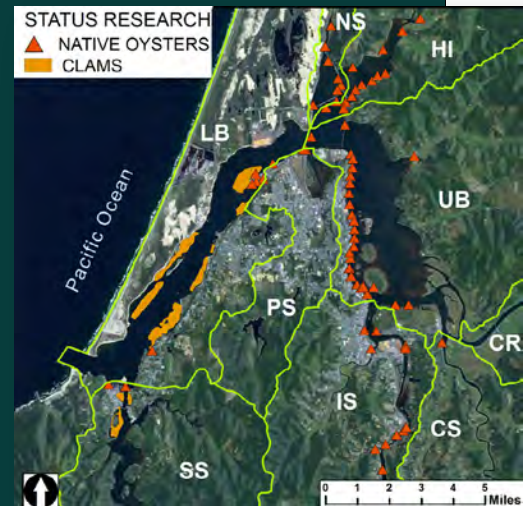 STATUS RESEARCH
NATIVE OYSTERS
CLAMS
NS
HI
LB
Pacific Ocean
UB
PS
CR
IS
CS
SS
0 1 2 3 4 5
Miles